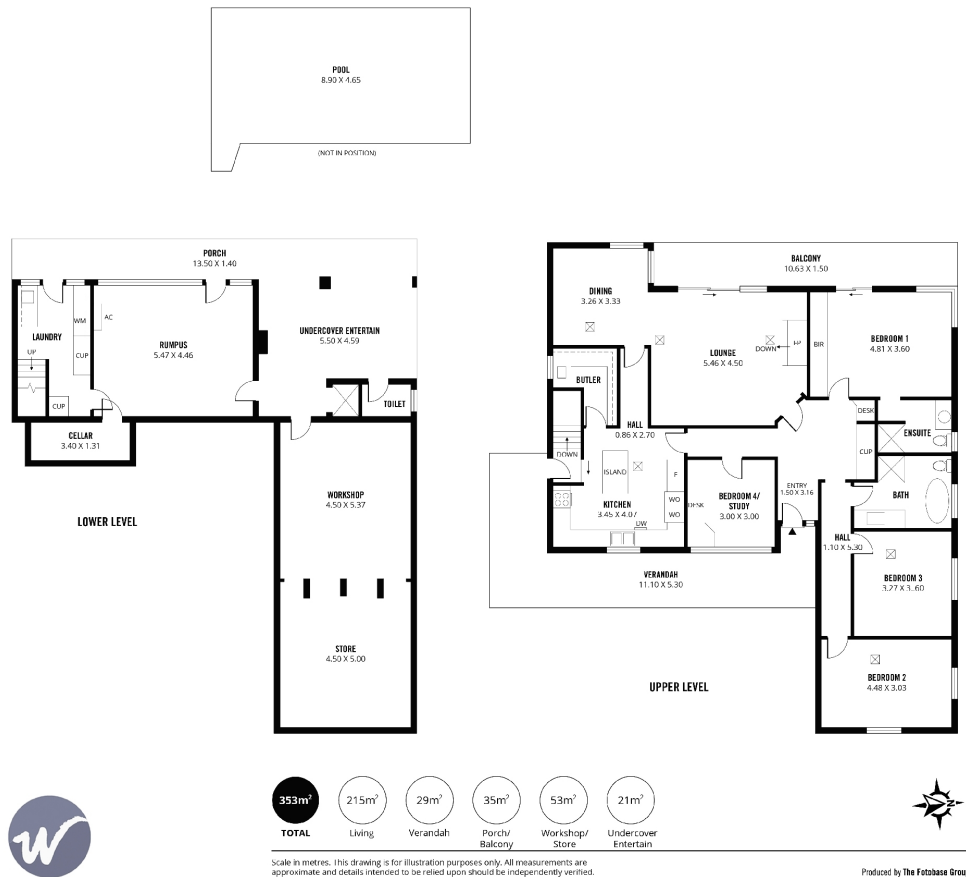 POOL
8.90 X 4.65
(NOT IN POSITION)
PORCH
13.50 X 1.40
LAUNDRY
UP
WM
CUP
CUP
AC
RUMPUS
5.47 X 4.46
UNDERCOVER ENTERTAIN
5.50 X 4.59
TOILET
CELLAR
3.40 X 1.31
WORKSHOP
4.50 X 5.37
STORE
4.50 X 5.00
LOWER LEVEL
BALCONY
10.63 X 1.50
DINING
3.26 X 3.33
LOUNGE
5.46 X 4.50
DOWN
HP
BIR
BEDROOM 1
4.81 X 3.60
BUTLER
HALL
0.86 X 2.70
DESK
ENSUITE
CUP
DOWN
ISLAND
F
WO
WO
KITCHEN
3.45 X 4.07
DW
DESK
BEDROOM 4/
STUDY
3.00 X 3.00
ENTRY
1.50 X 3.16
BATH
HALL
1.10 X 5.30
BEDROOM 3
3.27 X 3.60
VERANDAH
11.10 X 5.30
BEDROOM 2
4.48 X 3.03
UPPER LEVEL
353m²
TOTAL
215m²
Living
29m²
Verandah
35m²
Porch/
Balcony
53m²
Workshop/
Store
21m²
Undercover
Entertain
N
W
Scale in metres. This drawing is for illustration purposes only. All measurements are
approximate and details intended to be relied upon should be independently verified.
Produced by The Fotobase Grou